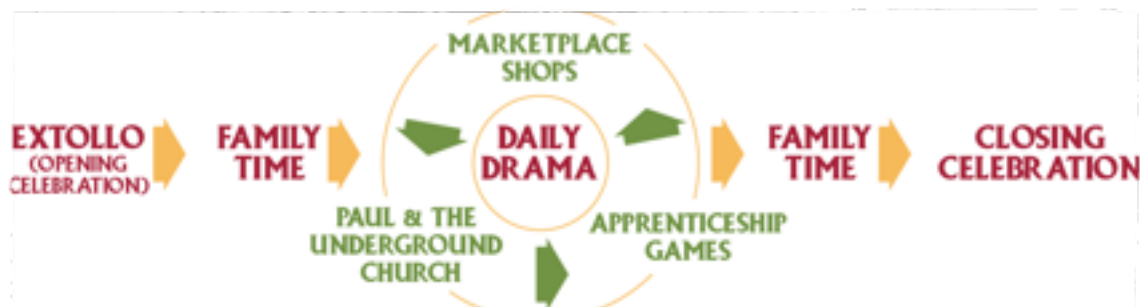 EXTOLLO
(OPENING
CELEBRATION)
FAMILY
TIME
MARKETPLACE
SHOPS
DAILY
DRAMA
PAUL & THE
UNDERGROUND
CHURCH
APPRENTICESHIP
GAMES
FAMILY
TIME
CLOSING
CELEBRATION